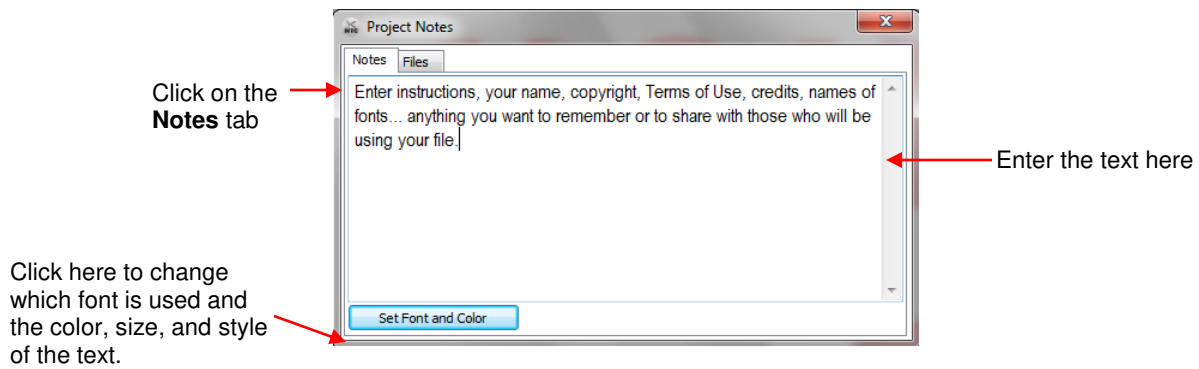 Project Notes
Notes Files
Click on the
Notes tab
Enter instructions, your name, copyright, Terms of Use, credits, names of
fonts... anything you want to remember or to share with those who will be
using your file.
Enter the text here
Click here to change
which font is used and
the color, size, and style
of the text.
Set Font and Color